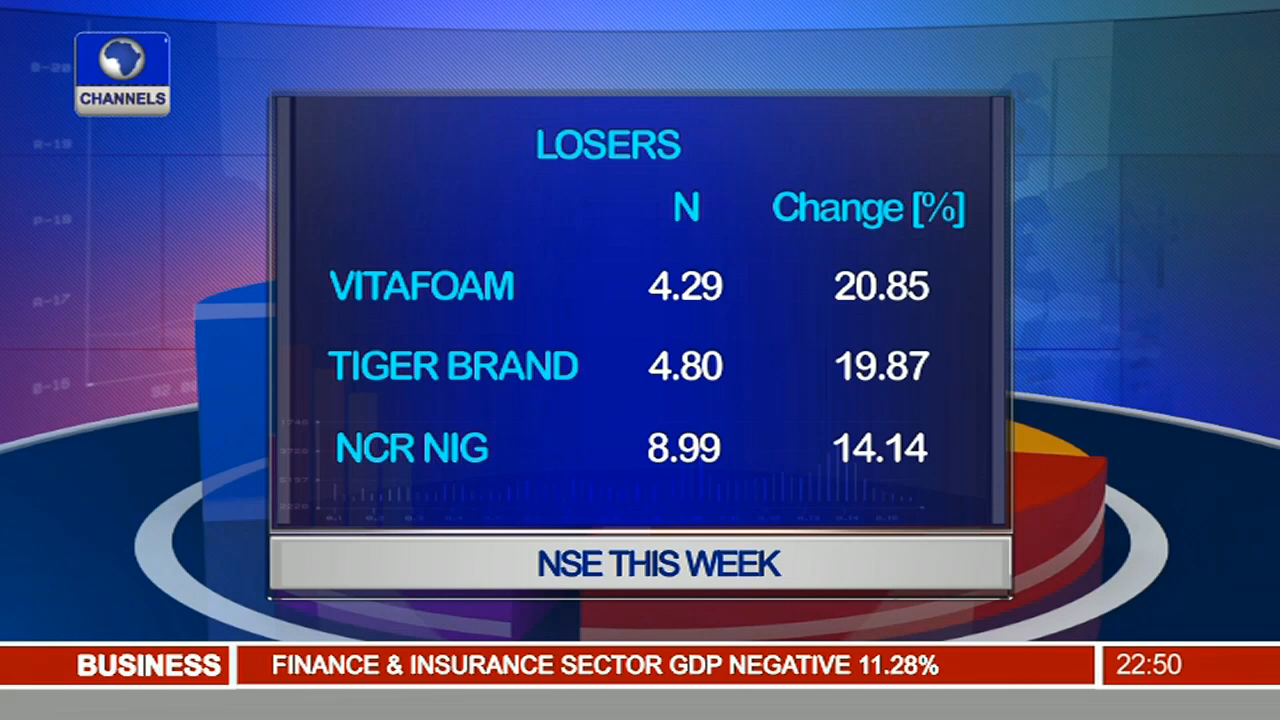 CHANNELS
LOSERS
N Change [%]
VITAFOAM 4.29 20.85
TIGER BRAND 4.80 19.87
NCR NIG 8.99 14.14
NSE THIS WEEK
BUSINESS FINANCE & INSURANCE SECTOR GDP NEGATIVE 11.28% 22:50